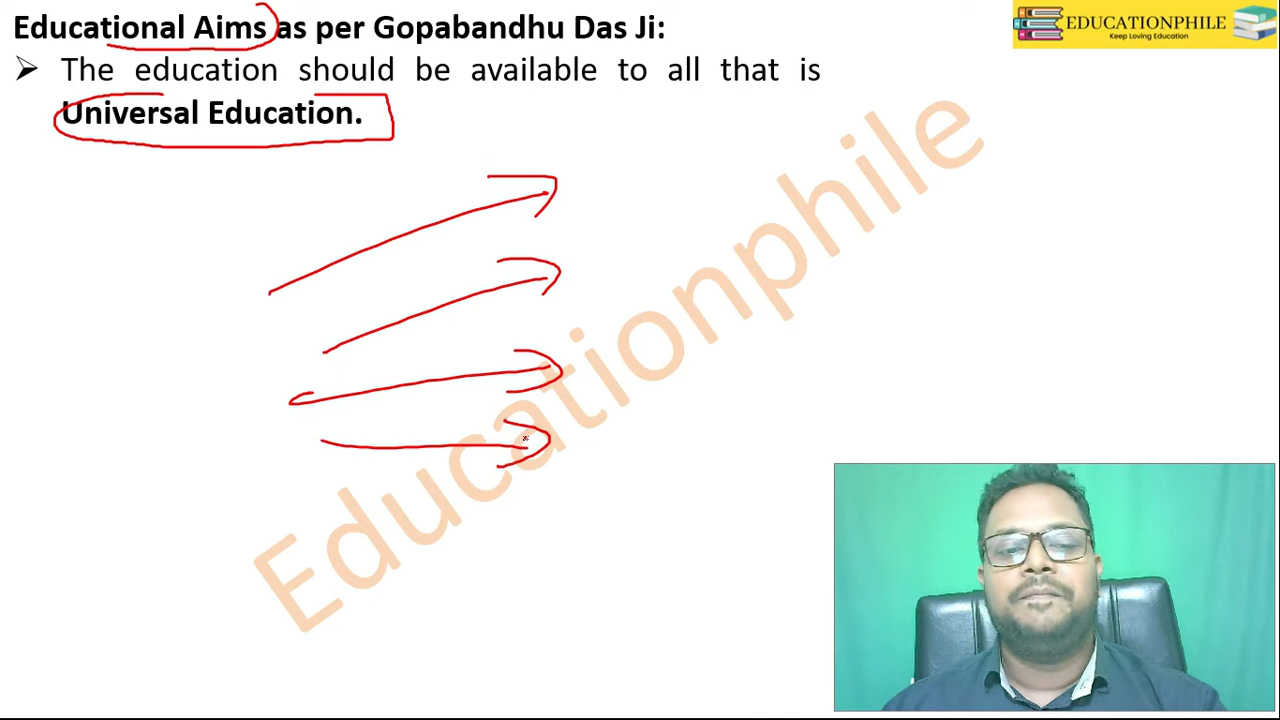 Educational Aims as per Gopabandhu Das Ji:
➤ The education should be available to all that is
Universal Education.
EDUCATIONPHILE
Keep Loving Education
Educationphile